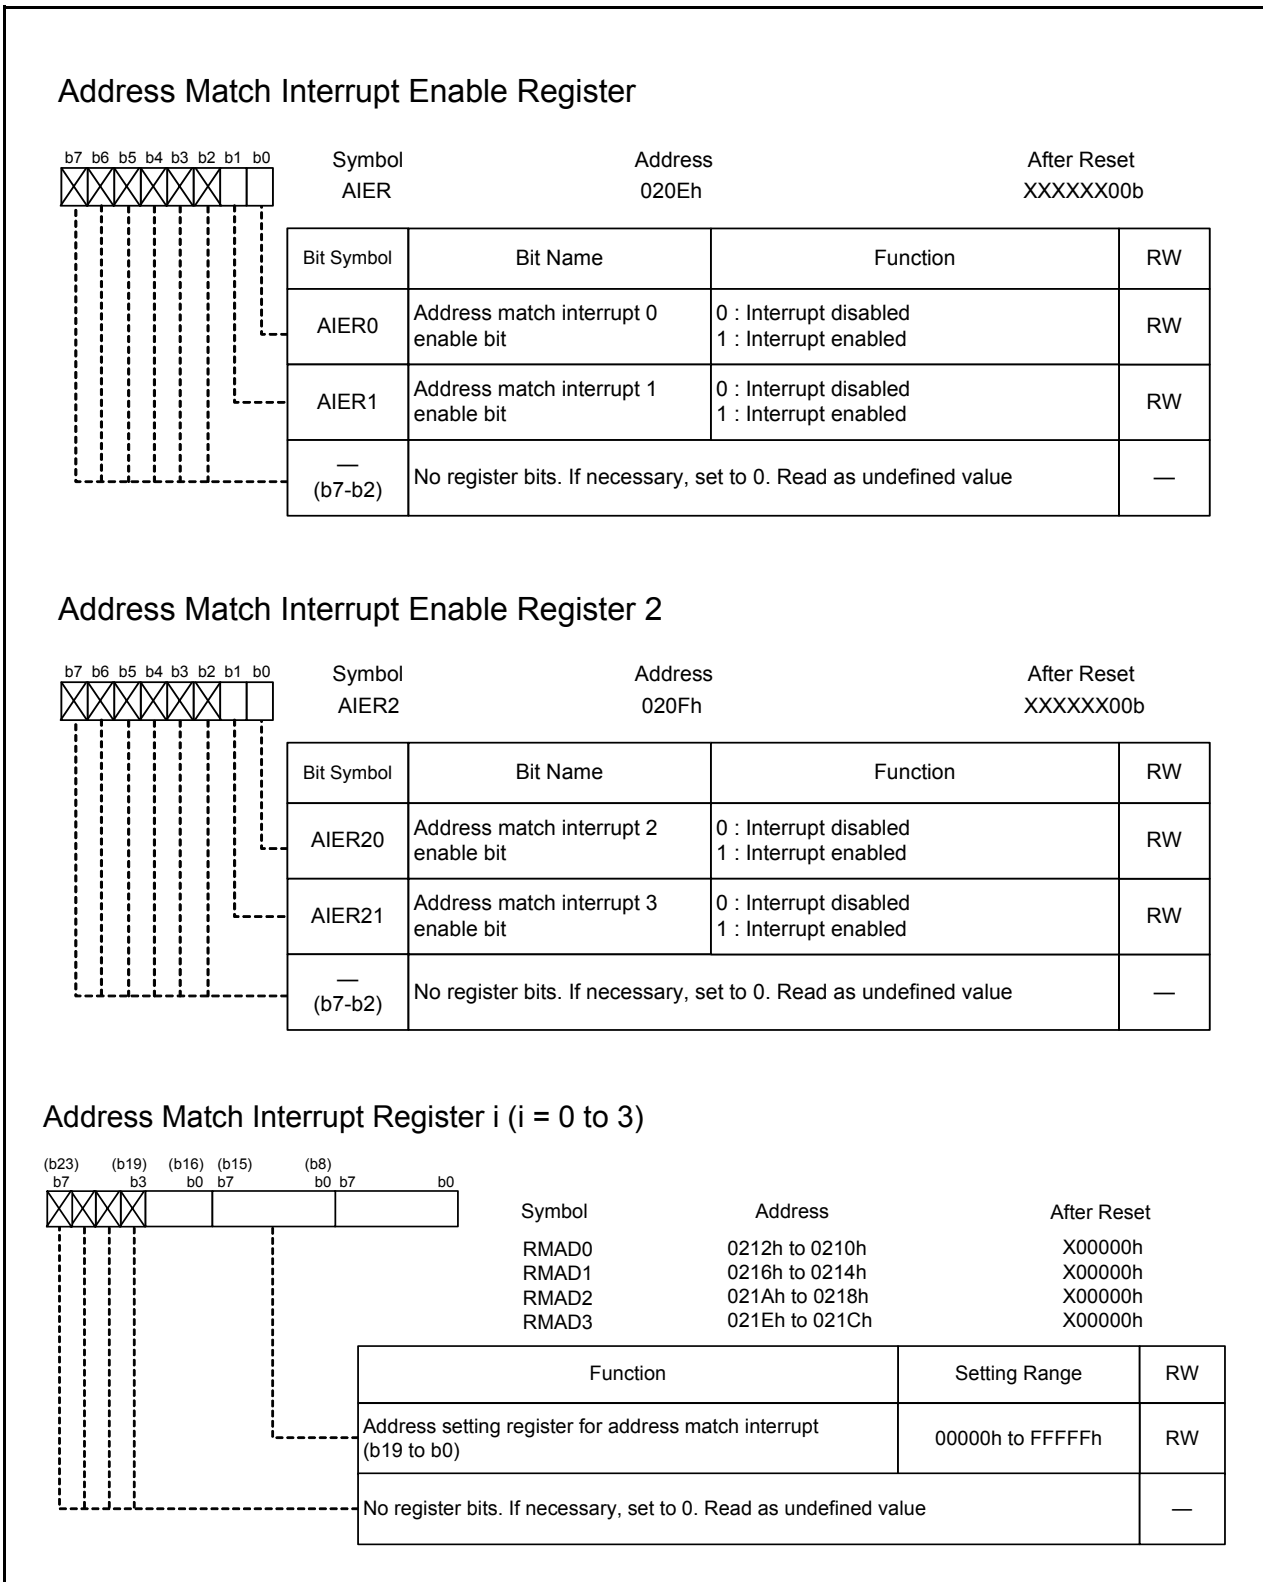 Address Match Interrupt Enable Register
b7 b6 b5 b4 b3 b2 b1 b0
Symbol Address After Reset
AIER 020Eh XXXXXX00b
Bit Symbol Bit Name Function RW
AIER0 Address match interrupt 0 enable bit 0 : Interrupt disabled 1 : Interrupt enabled RW
AIER1 Address match interrupt 1 enable bit 0 : Interrupt disabled 1 : Interrupt enabled RW
— (b7-b2) No register bits. If necessary, set to 0. Read as undefined value —
Address Match Interrupt Enable Register 2
b7 b6 b5 b4 b3 b2 b1 b0
Symbol Address After Reset
AIER2 020Fh XXXXXX00b
Bit Symbol Bit Name Function RW
AIER20 Address match interrupt 2 enable bit 0 : Interrupt disabled 1 : Interrupt enabled RW
AIER21 Address match interrupt 3 enable bit 0 : Interrupt disabled 1 : Interrupt enabled RW
— (b7-b2) No register bits. If necessary, set to 0. Read as undefined value —
Address Match Interrupt Register i (i = 0 to 3)
(b23) (b19) (b16) (b15) (b8)
b7 b3 b0 b7 b0 b7 b0
Symbol Address After Reset
RMAD0 0212h to 0210h X00000h
RMAD1 0216h to 0214h X00000h
RMAD2 021Ah to 0218h X00000h
RMAD3 021Eh to 021Ch X00000h
Function Setting Range RW
Address setting register for address match interrupt (b19 to b0) 00000h to FFFFFh RW
No register bits. If necessary, set to 0. Read as undefined value —